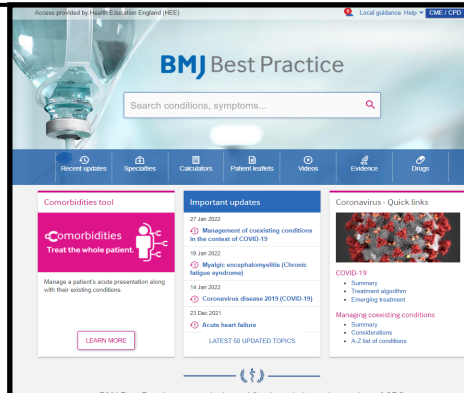 Access provided by Health Education England (HEE)
Local guidance Help CME / CPD
BMJ Best Practice
Search conditions, symptoms...
Recent updates
Specialties
Calculators
Patient leaflets
Videos
Evidence
Drugs
Comorbidities tool
Comorbidities
Treat the whole patient.
Manage a patient's acute presentation along
with their existing conditions.
LEARN MORE
Important updates
27 Jan 2022
Management of coexisting conditions
in the context of COVID-19
19 Jan 2022
Myalgic encephalomyelitis (Chronic
fatigue syndrome)
14 Jan 2022
Coronavirus disease 2019 (COVID-19)
23 Dec 2021
Acute heart failure
LATEST 50 UPDATED TOPICS
Coronavirus - Quick links
COVID-19
Summary
Treatment algorithm
Emerging treatment
Managing coexisting conditions
Summary
Considerations
A-Z list of conditions